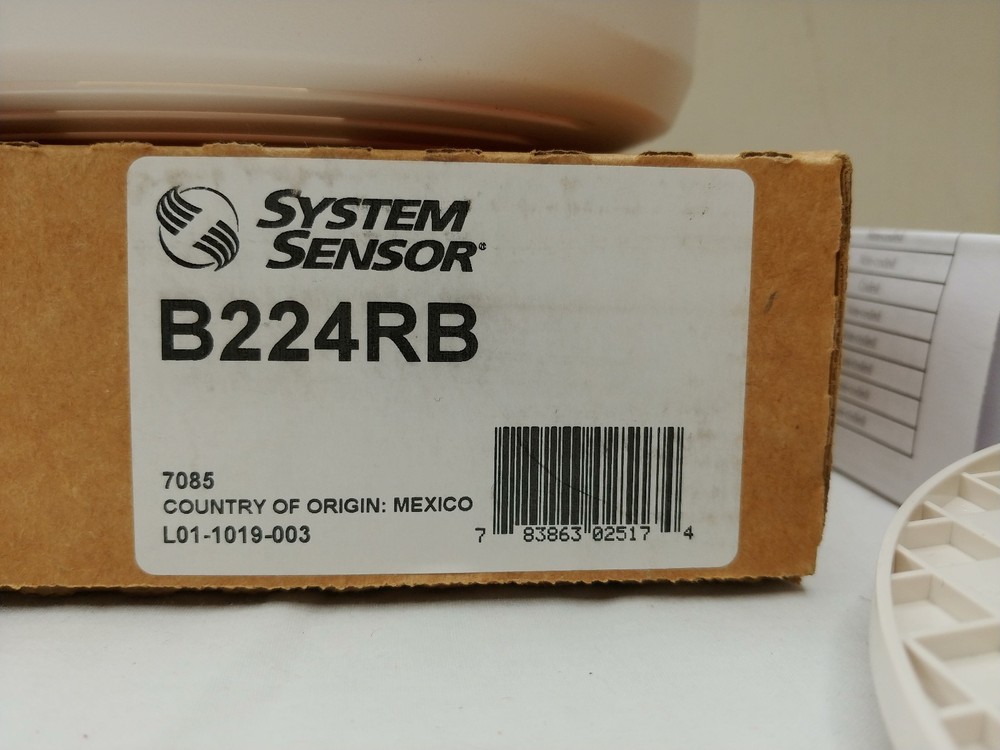 SYSTEM
SENSOR®
B224RB
7085
COUNTRY OF ORIGIN: MEXICO
L01-1019-003
7 83863 02517 4